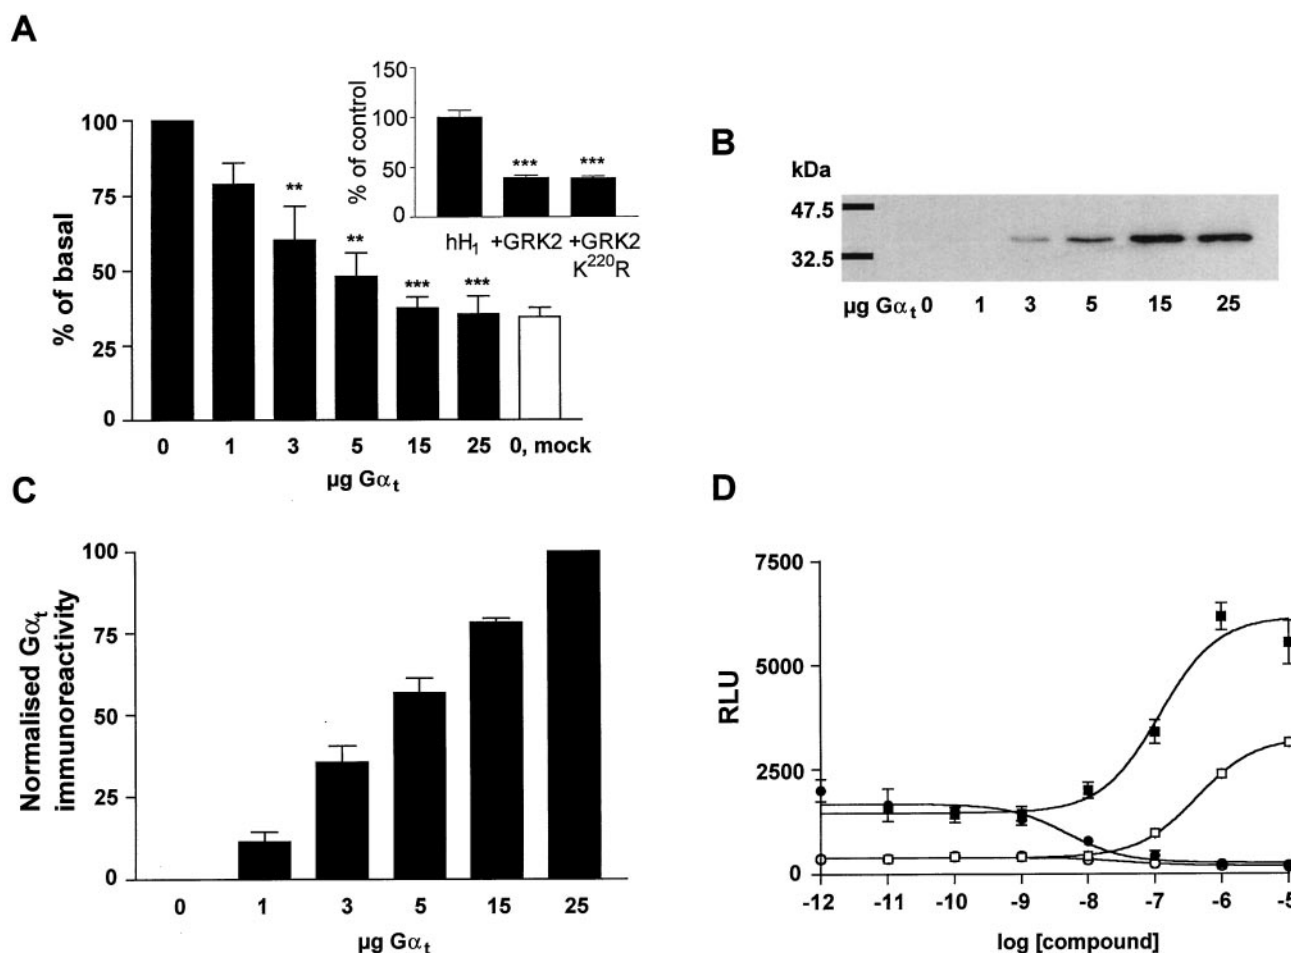 A
% of basal
100
75
50
25
0
**
**
***
***
0 1 3 5 15 25 0, mock
µg Gαt
% of control
150
100
50
0
***
***
hH1 +GRK2 +GRK2
K220R
B
kDa
47.5
32.5
µg Gαt 0 1 3 5 15 25
C
Normalised Gαt
immunoreactivity
100
75
50
25
0
0 1 3 5 15 25
µg Gαt
D
RLU
7500
5000
2500
0
-12 -11 -10 -9 -8 -7 -6 -5
log [compound]